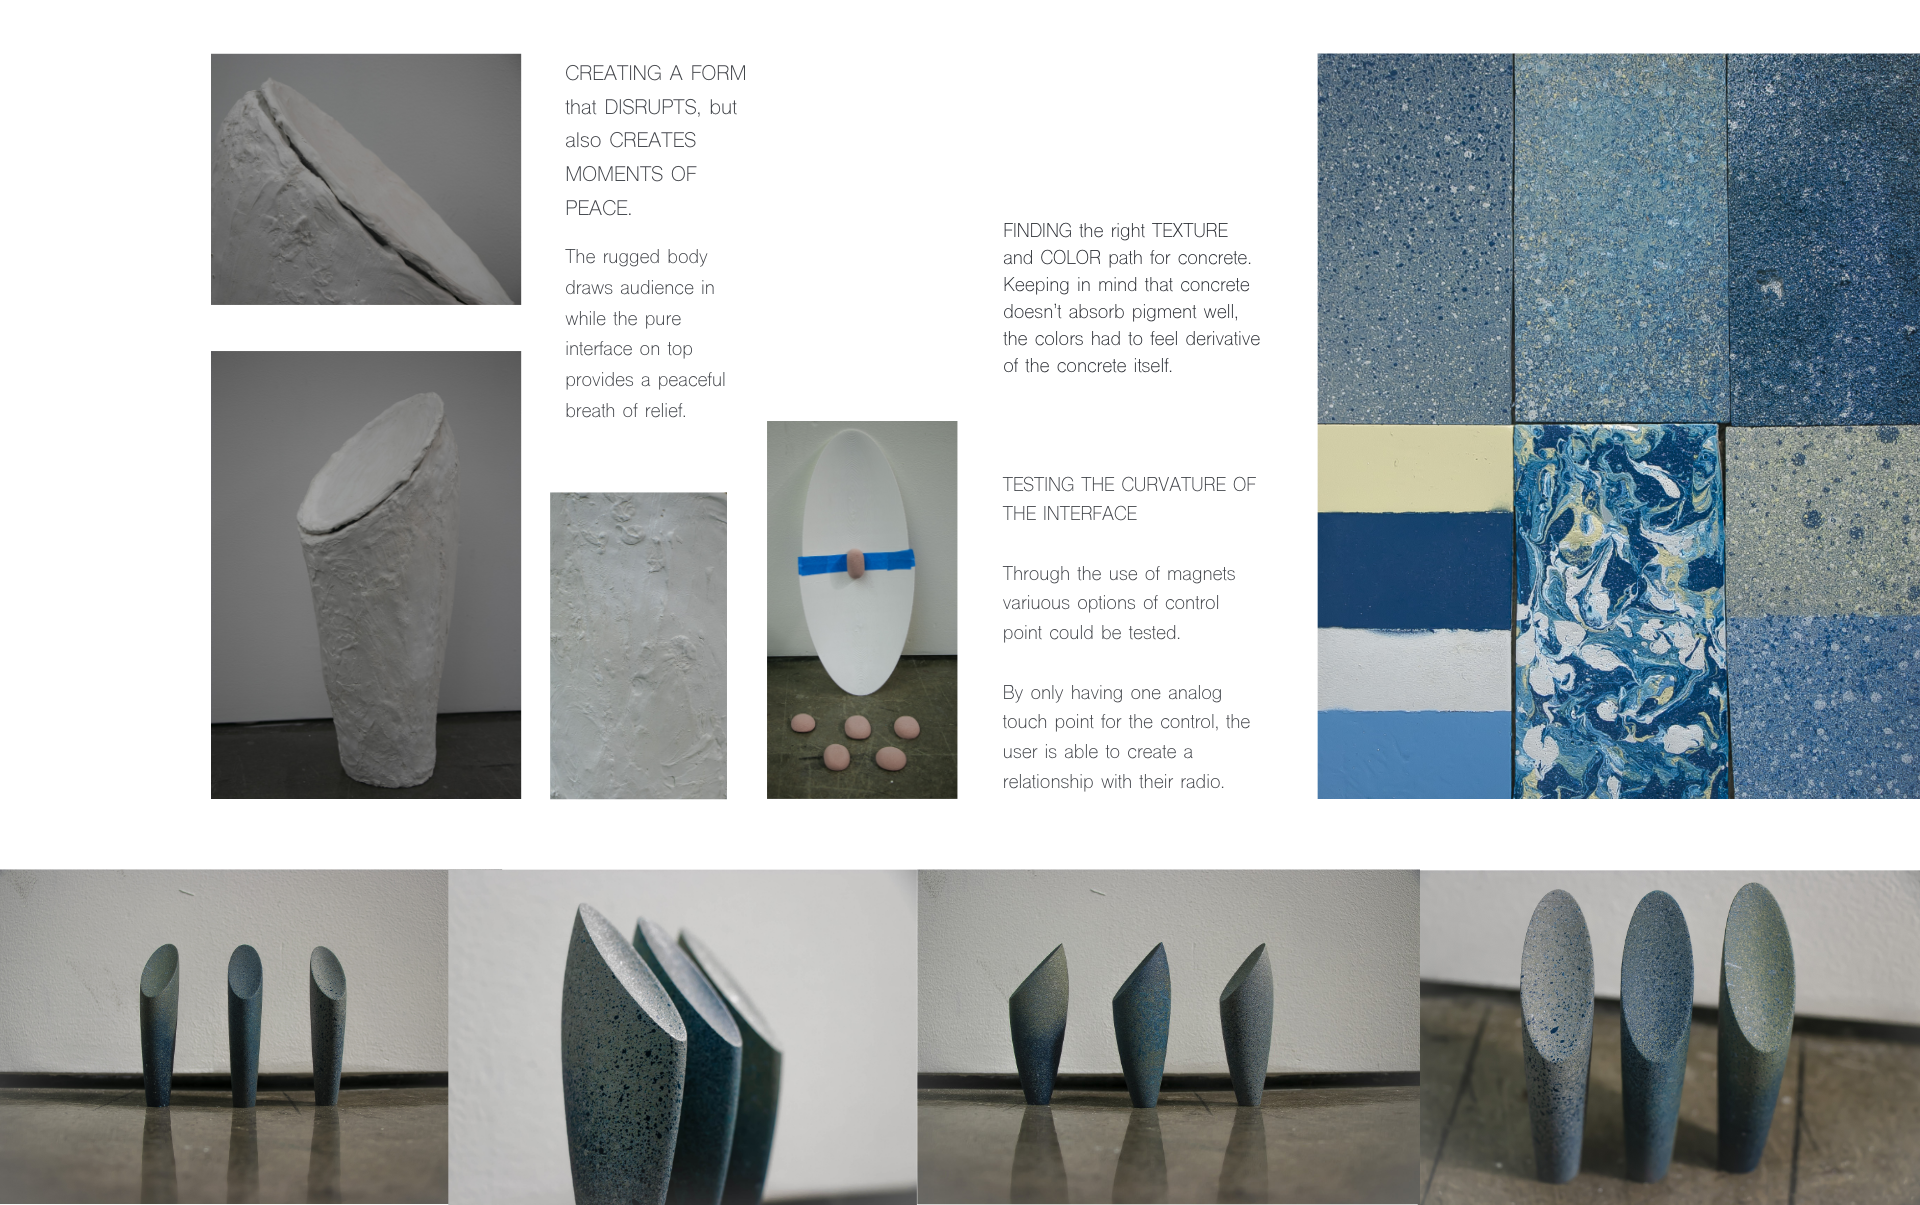 CREATING A FORM
that DISRUPTS, but
also CREATES
MOMENTS OF
PEACE.
The rugged body
draws audience in
while the pure
interface on top
provides a peaceful
breath of relief.
FINDING the right TEXTURE
and COLOR path for concrete.
Keeping in mind that concrete
doesn't absorb pigment well,
the colors had to feel derivative
of the concrete itself.
TESTING THE CURVATURE OF
THE INTERFACE
Through the use of magnets
variuous options of control
point could be tested.
By only having one analog
touch point for the control, the
user is able to create a
relationship with their radio.